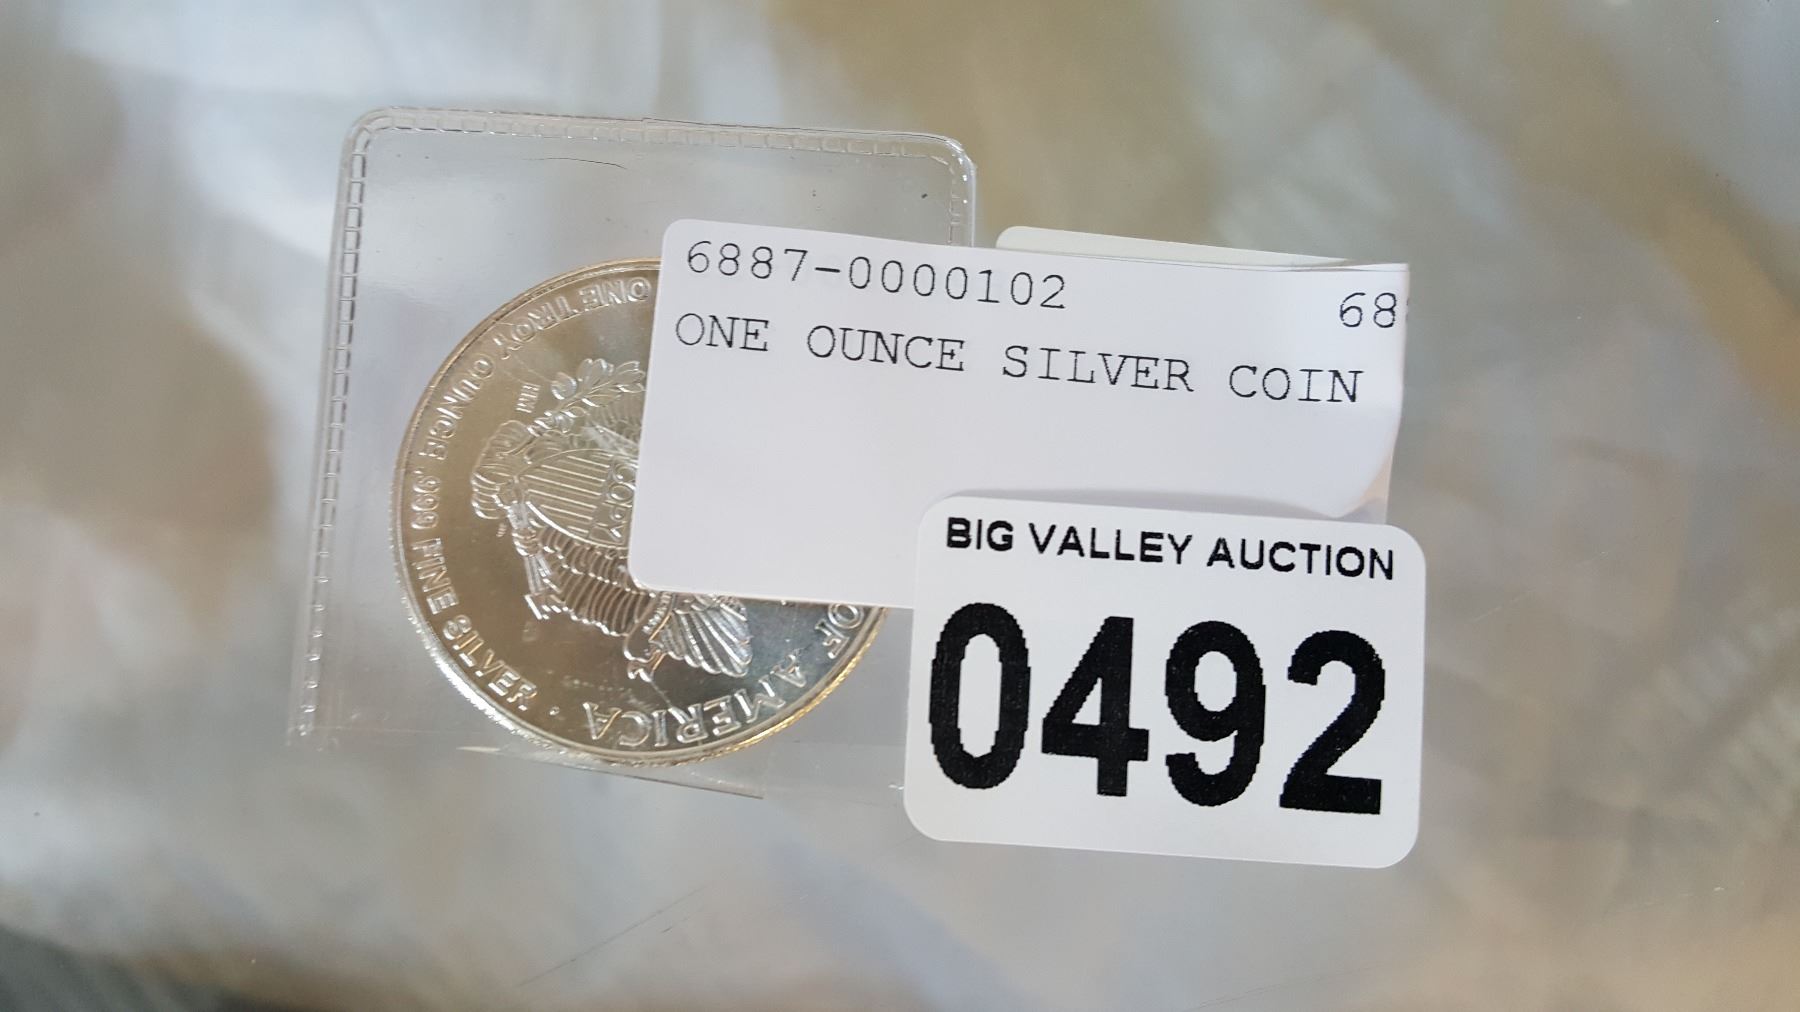 6887-0000102 68
ONE OUNCE SILVER COIN
BIG VALLEY AUCTION
0492
ONE TROY OUNCE .999 FINE SILVER • OF AMERICA
COPY